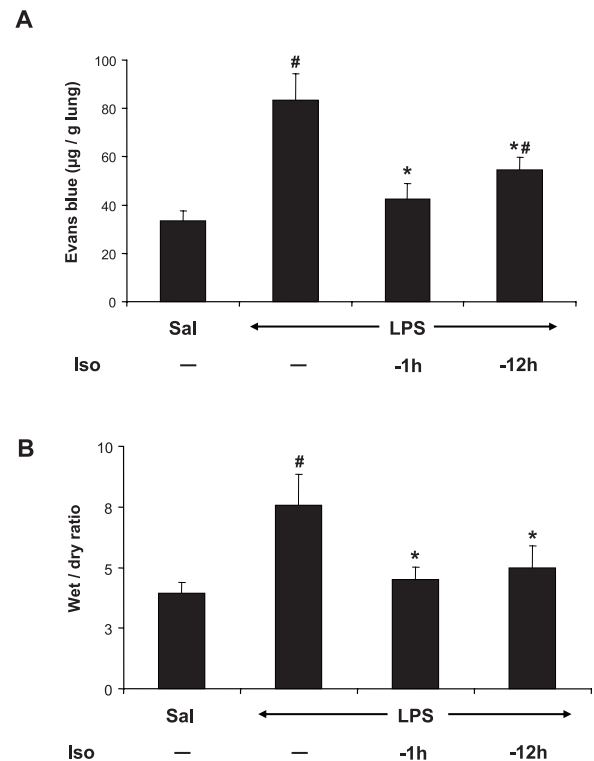 A
Evans blue (µg / g lung)
100
80
60
40
20
0
#
*
*#
Sal
LPS
Iso
—
—
-1h
-12h
B
Wet / dry ratio
10
8
5
3
0
#
*
*
Sal
LPS
Iso
—
—
-1h
-12h